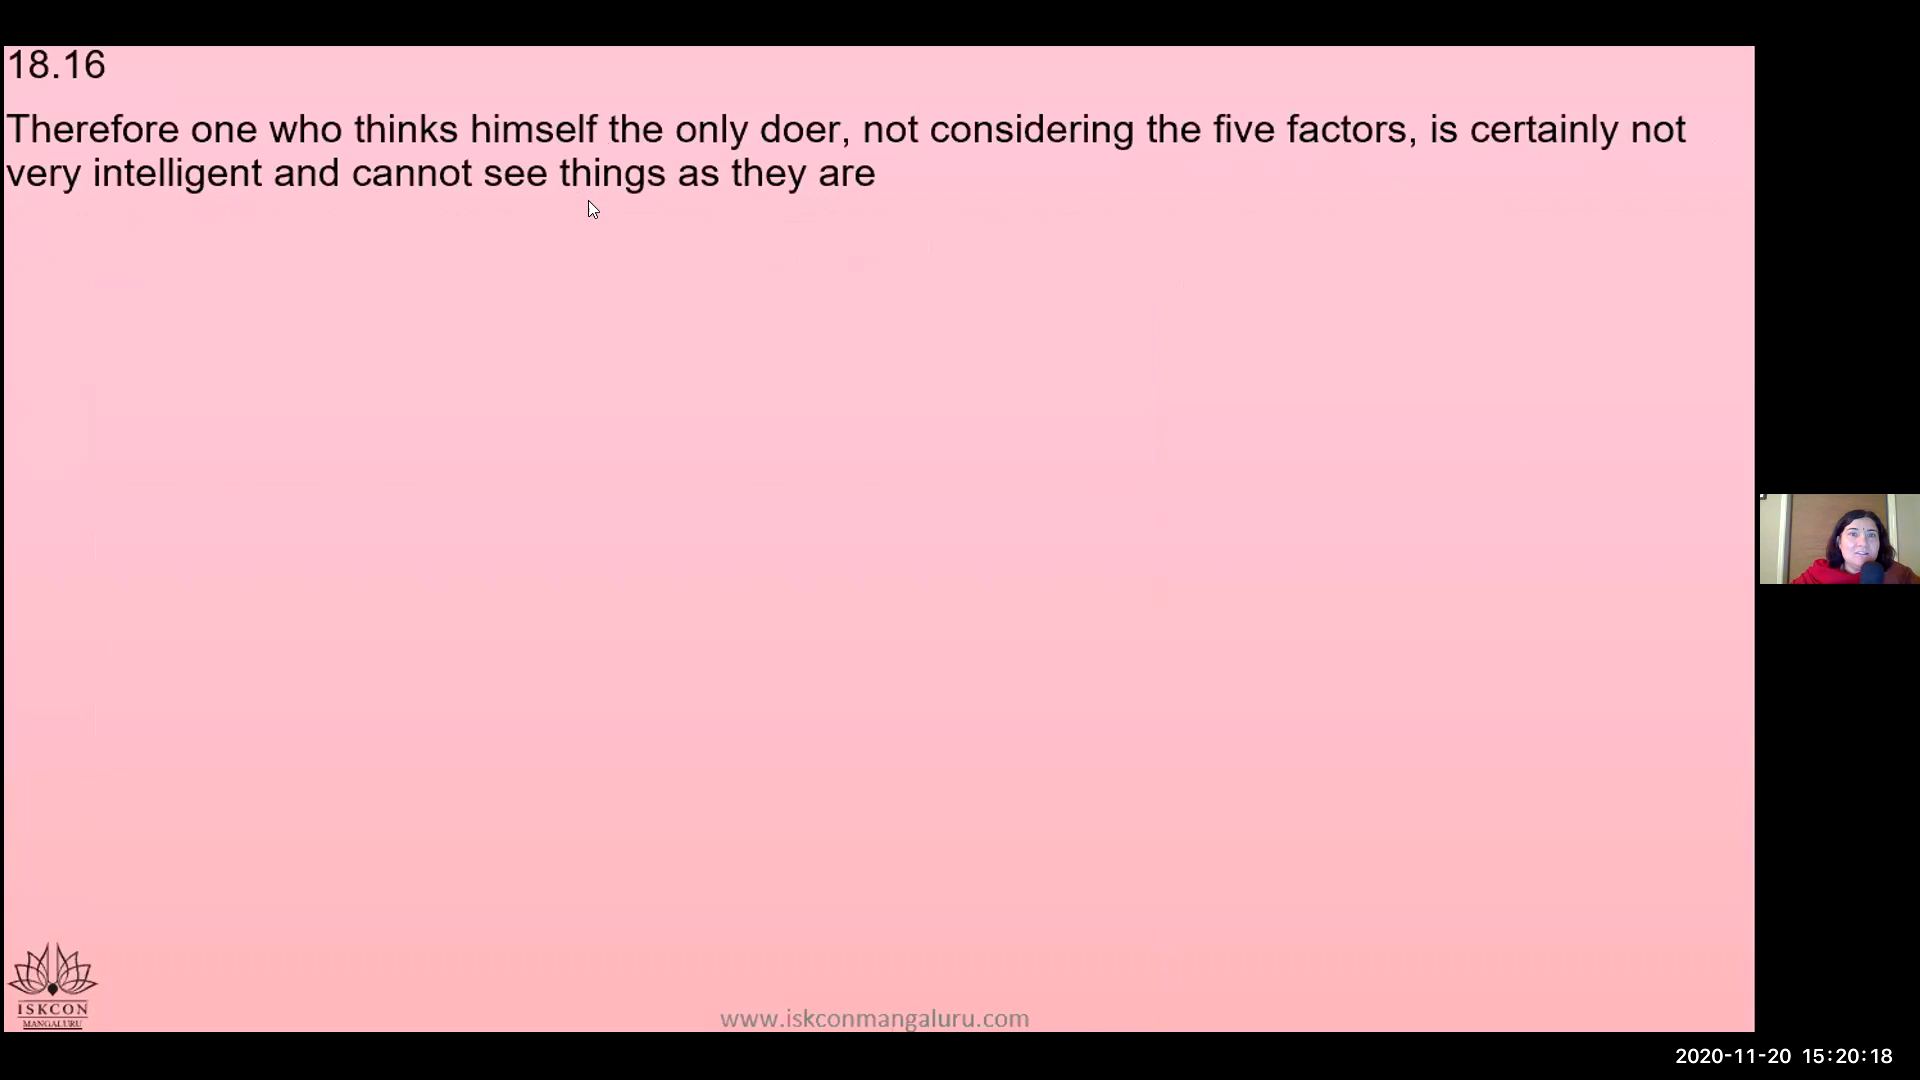 18.16
Therefore one who thinks himself the only doer, not considering the five factors, is certainly not
very intelligent and cannot see things as they are
ISKCON
MANGALURU
www.iskconmangaluru.com
2020-11-20 15:20:18